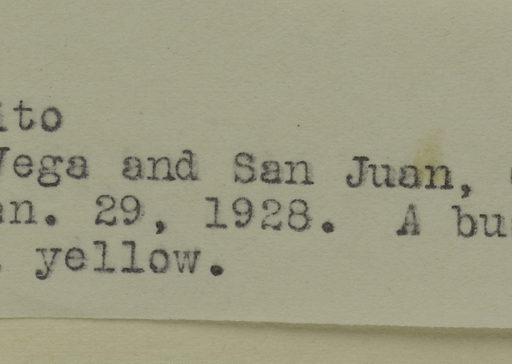 ito
Vega and San Juan,
an. 29, 1928. A bu
yellow.